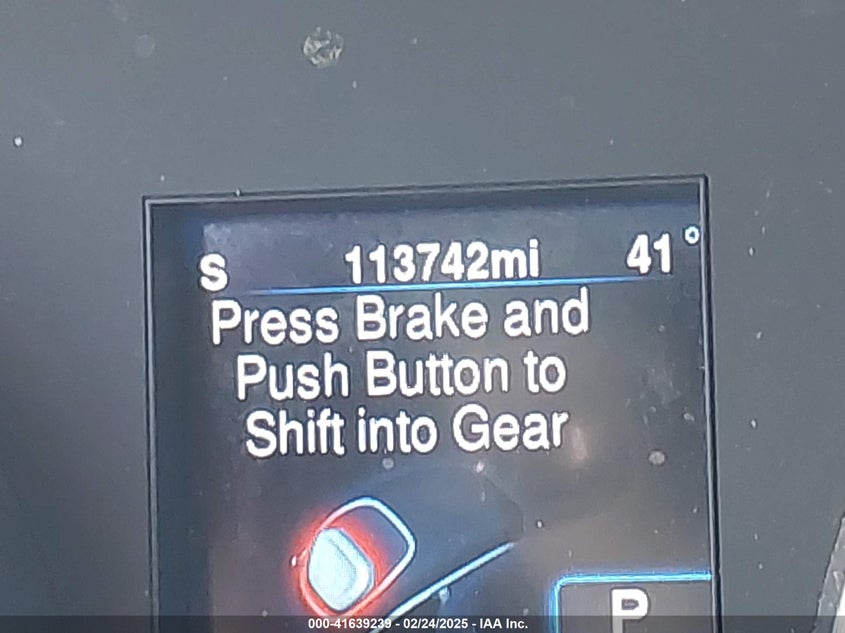 S 113742mi 41°
Press Brake and
Push Button to
Shift into Gear
P
000-41639239 - 02/24/2025 - IAA Inc.